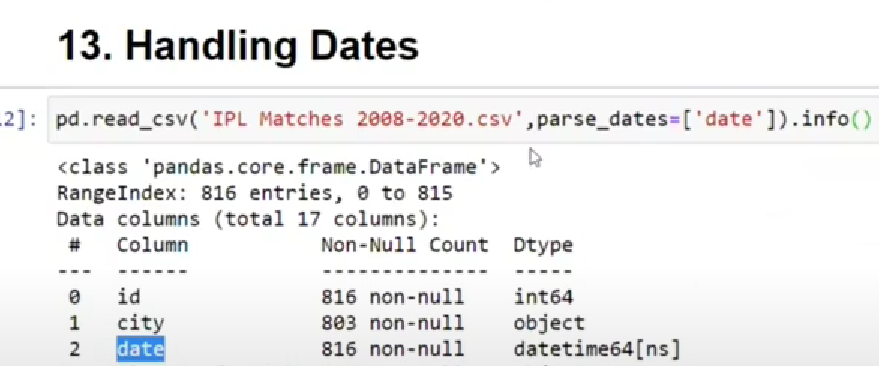 13. Handling Dates
2]: pd.read_csv('IPL Matches 2008-2020.csv',parse_dates=['date']).info()
<class 'pandas.core.frame.DataFrame'>
RangeIndex: 816 entries, 0 to 815
Data columns (total 17 columns):
 #   Column           Non-Null Count  Dtype
---  ------           --------------  -----
 0   id               816 non-null    int64
 1   city             803 non-null    object
 2   date             816 non-null    datetime64[ns]